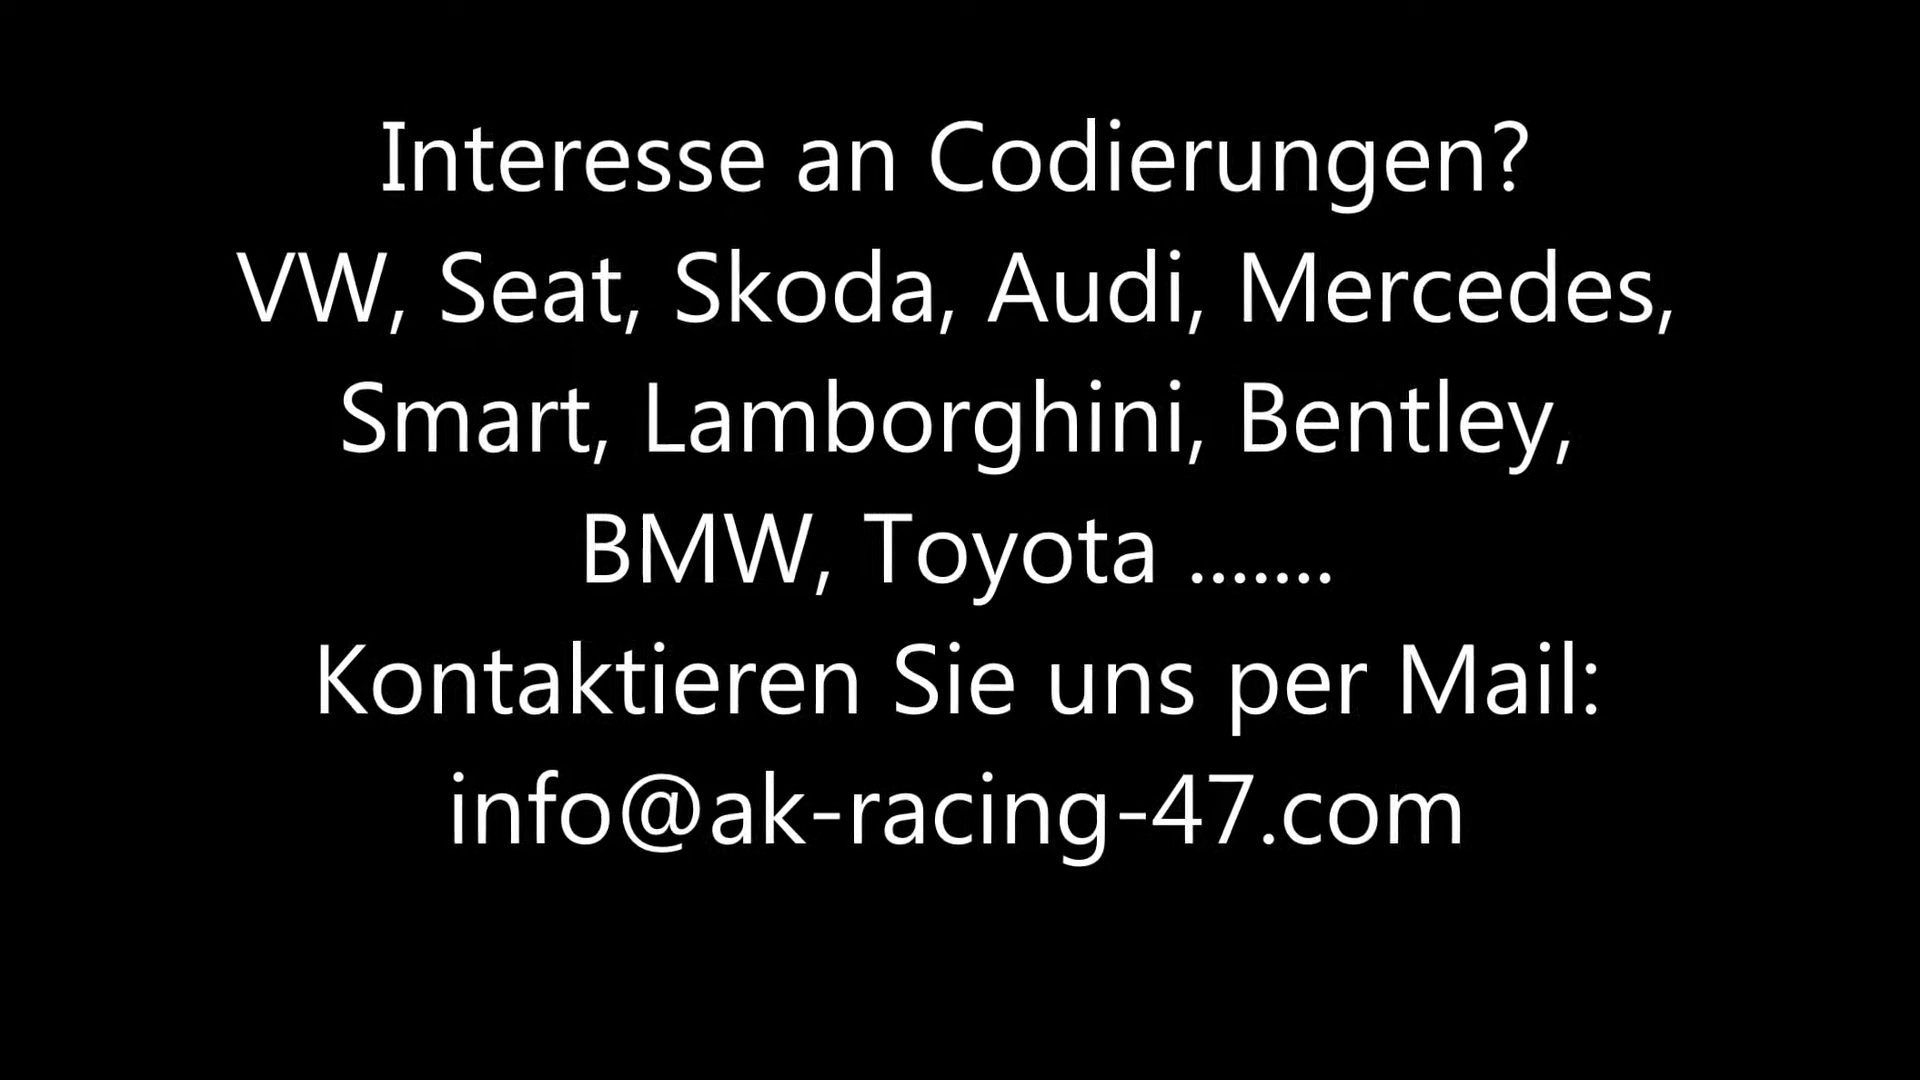 Interesse an Codierungen?
VW, Seat, Skoda, Audi, Mercedes,
Smart, Lamborghini, Bentley,
BMW, Toyota .......
Kontaktieren Sie uns per Mail:
info@ak-racing-47.com